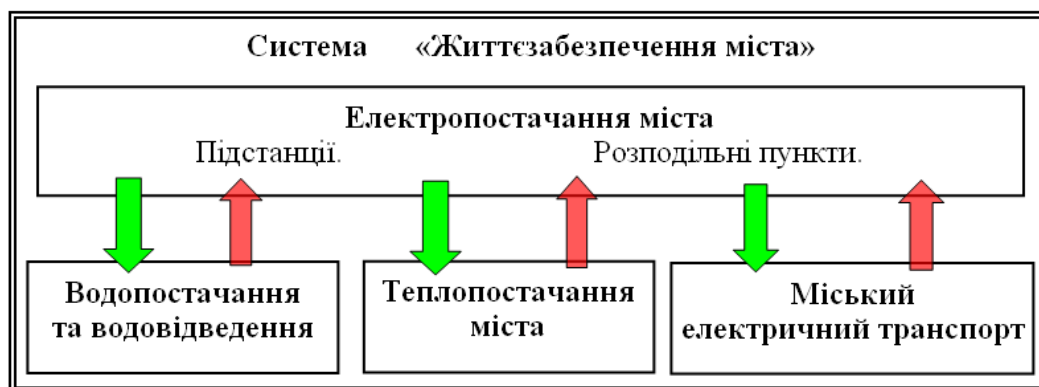 Система «Життєзабезпечення міста»
Електропостачання міста
Підстанції. Розподільні пункти.
Водопостачання
та водовідведення
Теплопостачання
міста
Міський
електричний транспорт